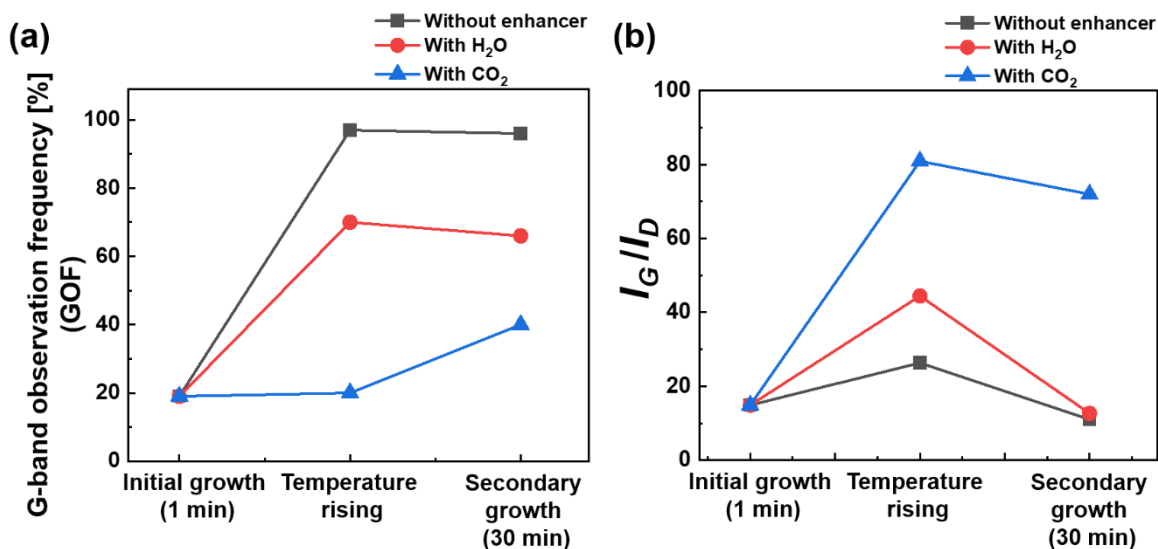 (a)
Without enhancer
With H₂O
With CO₂
G-band observation frequency [%]
(GOF)
100
80
60
40
20
0
Initial growth
(1 min)
Temperature
rising
Secondary
growth
(30 min)
(b)
Without enhancer
With H₂O
With CO₂
I_G/I_D
100
80
60
40
20
0
Initial growth
(1 min)
Temperature
rising
Secondary
growth
(30 min)